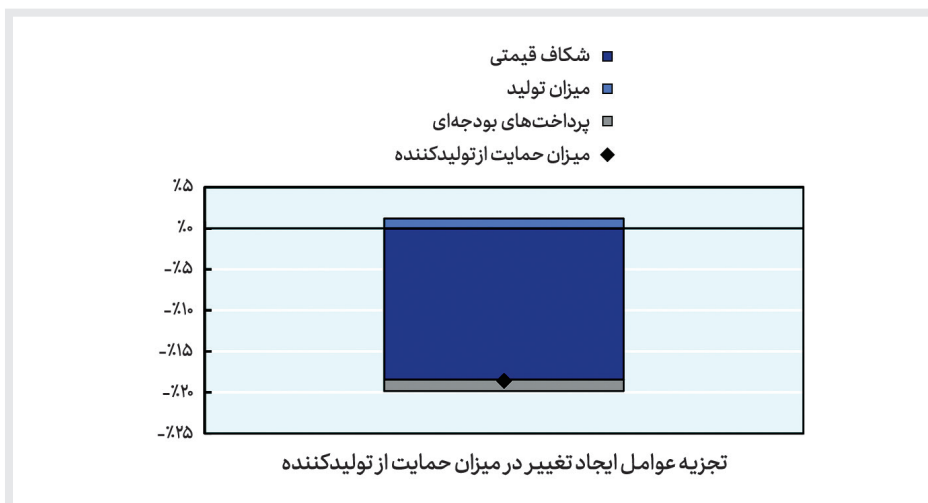 شکاف قیمتی
میزان تولید
پرداخت‌های بودجه‌ای
میزان حمایت از تولیدکننده
٪۵
٪۰
-٪۵
-٪۱۰
-٪۱۵
-٪۲۰
-٪۲۵
تجزیه عوامل ایجاد تغییر در میزان حمایت از تولیدکننده